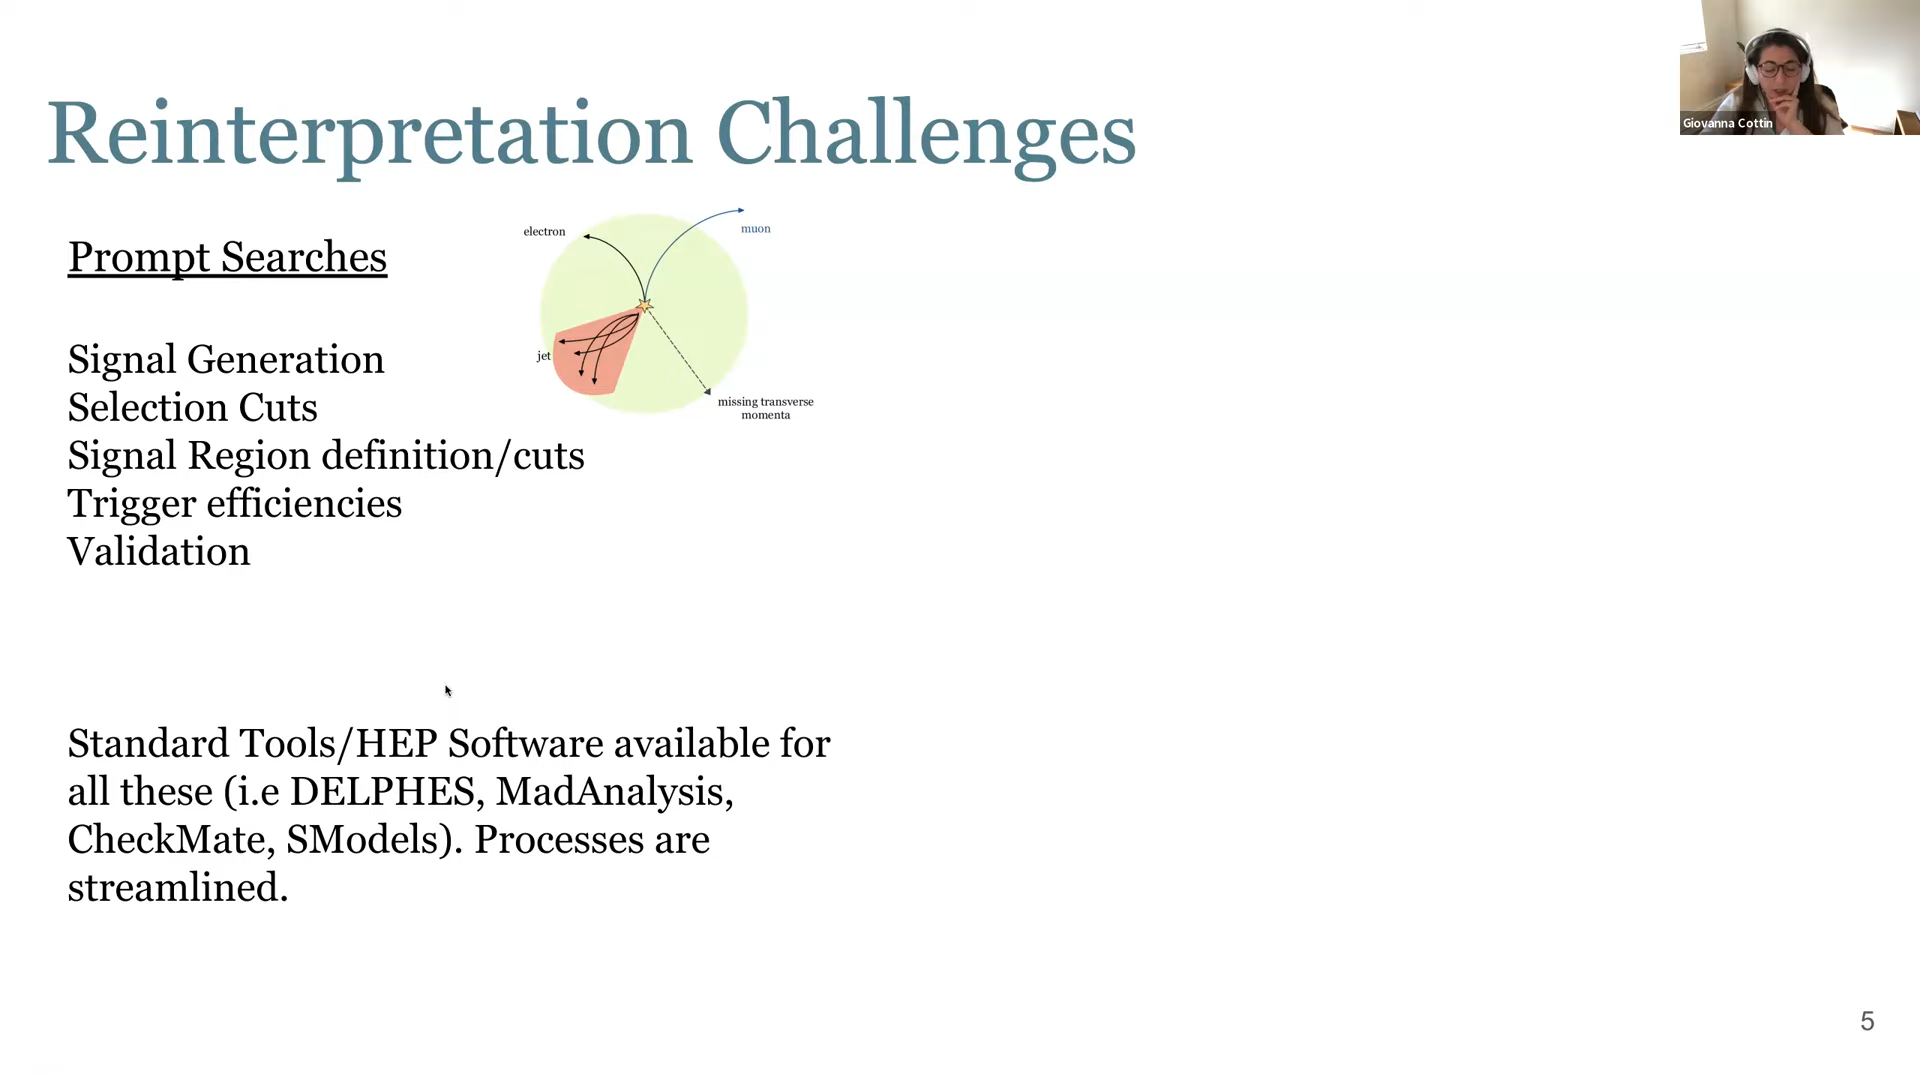 Reinterpretation Challenges
Giovanna Cottin
Prompt Searches
electron
muon
jet
missing transverse
momenta
Signal Generation
Selection Cuts
Signal Region definition/cuts
Trigger efficiencies
Validation
Standard Tools/HEP Software available for
all these (i.e DELPHES, MadAnalysis,
CheckMate, SModels). Processes are
streamlined.
5